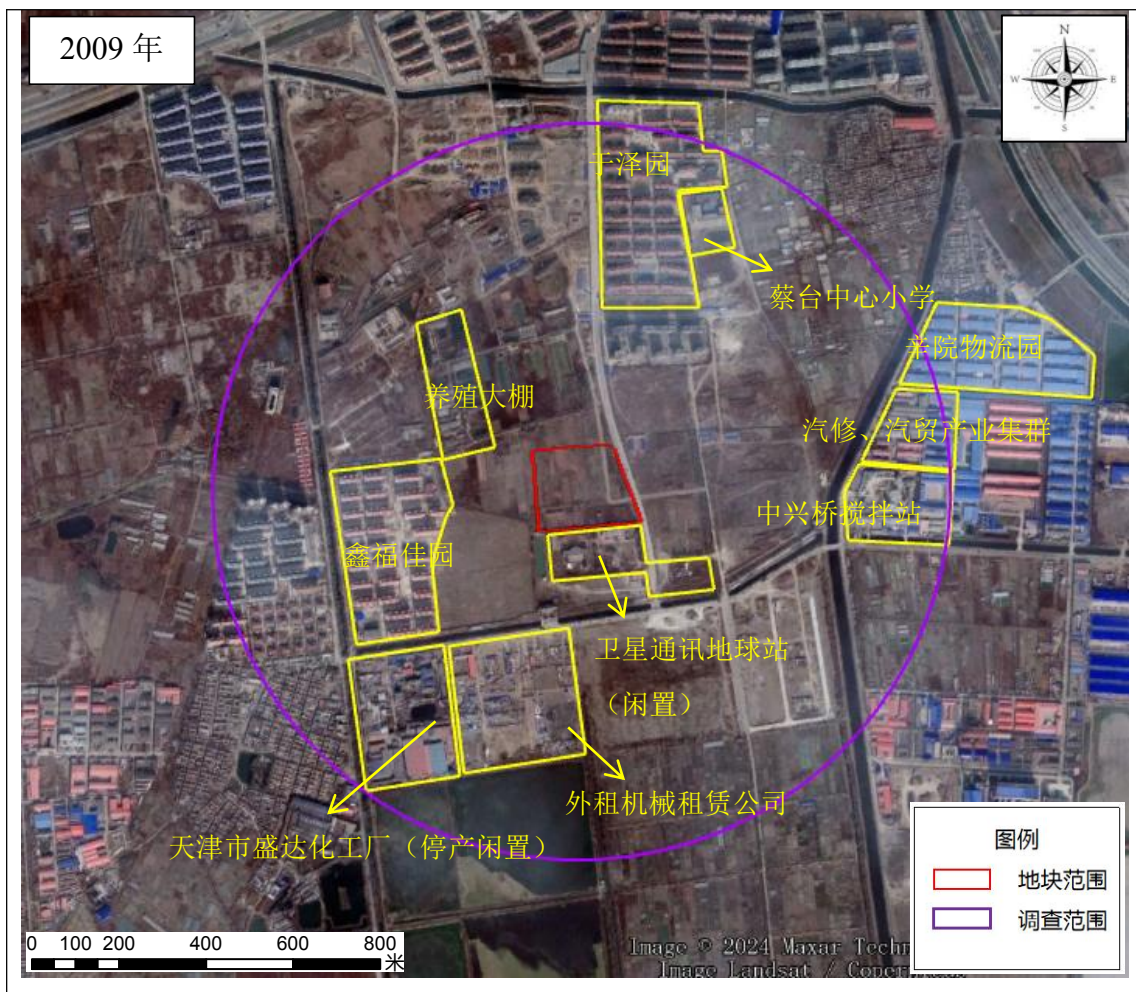 2009 年
N
W
E
S
于泽园
蔡台中心小学
辛院物流园
养殖大棚
汽修、汽贸产业集群
中兴桥搅拌站
鑫福佳园
卫星通讯地球站
（闲置）
外租机械租赁公司
天津市盛达化工厂（停产闲置）
图例
地块范围
调查范围
0 100 200 400 600 800
米
Image © 2024 Maxar Techn
Image Landsat / Copern